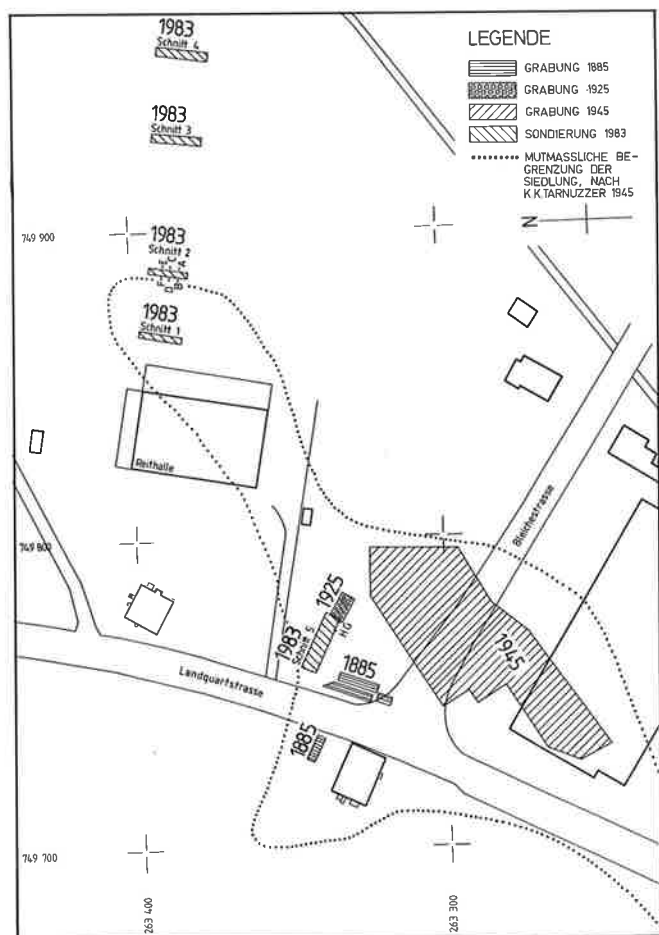 1983
Schnitt 4
1983
Schnitt 3
LEGENDE
GRABUNG 1885
GRABUNG 1925
GRABUNG 1945
SONDIERUNG 1983
MUTMASSLICHE BE-
GRENZUNG DER
SIEDLUNG, NACH
K.K.TARNUZZER 1945
N
749 900
1983
Schnitt 2
F E
D C
B A
1983
Schnitt 1
Reithalle
Bleichestrasse
749 800
1925
HG
1983
Schnitt 5
1885
1945
Landquartstrasse
1885
749 700
263 400
263 300